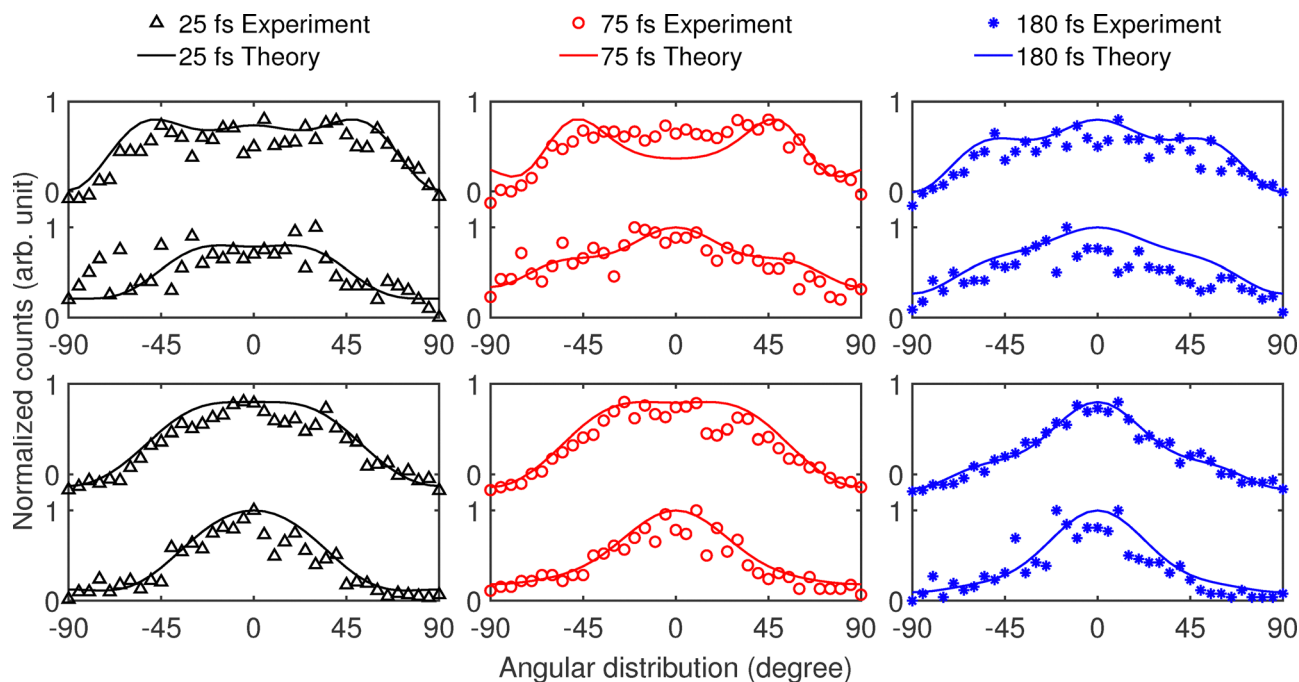 25 fs Experiment 75 fs Experiment 180 fs Experiment
25 fs Theory 75 fs Theory 180 fs Theory
Normalized counts (arb. unit)
1 1 1
0 0 0
1 1 1
0 0 0
-90 -45 0 45 90 -90 -45 0 45 90 -90 -45 0 45 90
1 1 1
0 0 0
1 1 1
0 0 0
-90 -45 0 45 90 -90 -45 0 45 90 -90 -45 0 45 90
Angular distribution (degree)